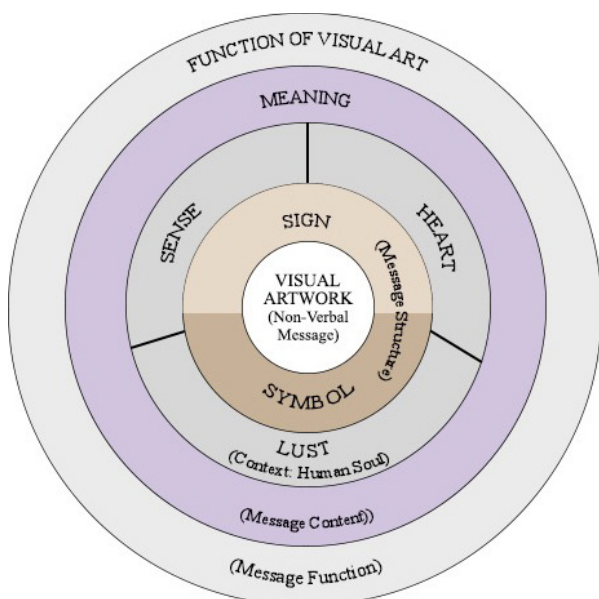 FUNCTION OF VISUAL ART
MEANING
SENSE
HEART
SIGN
(Message Structure)
VISUAL
ARTWORK
(Non-Verbal
Message)
SYMBOL
LUST
(Context: Human Soul)
(Message Content))
(Message Function)